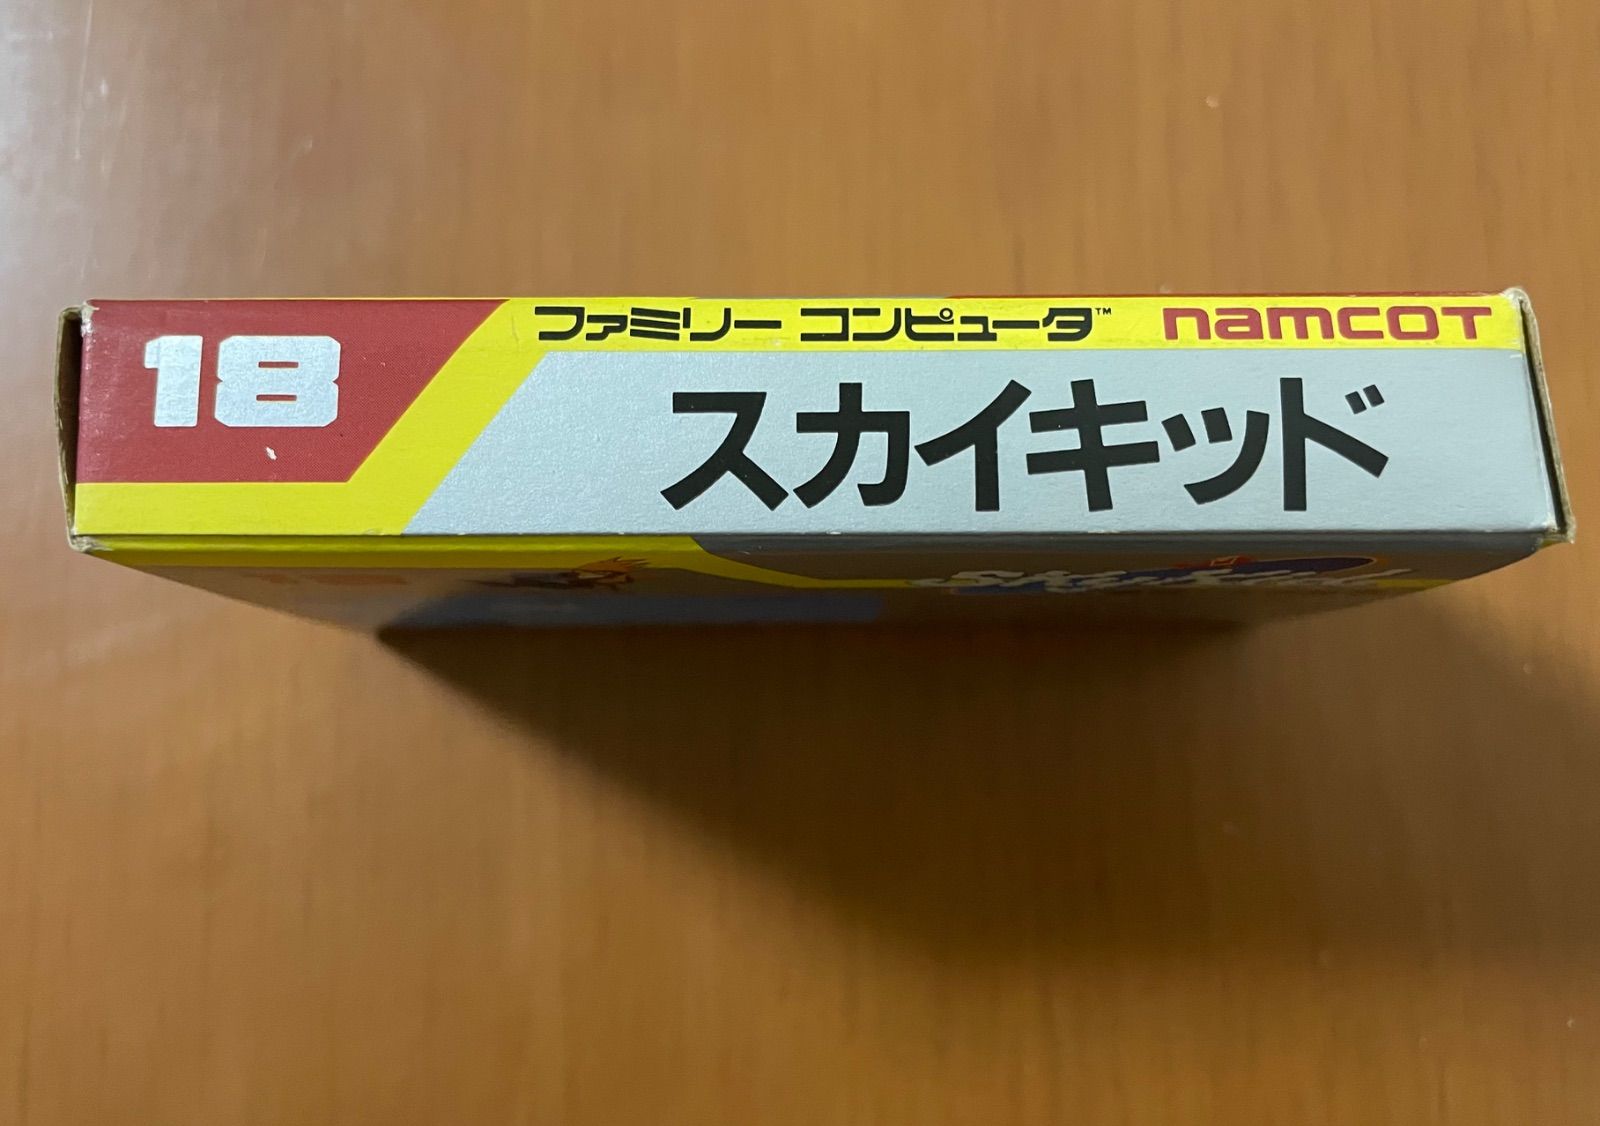 18
ファミリー コンピュータ™ namcot
スカイキッド